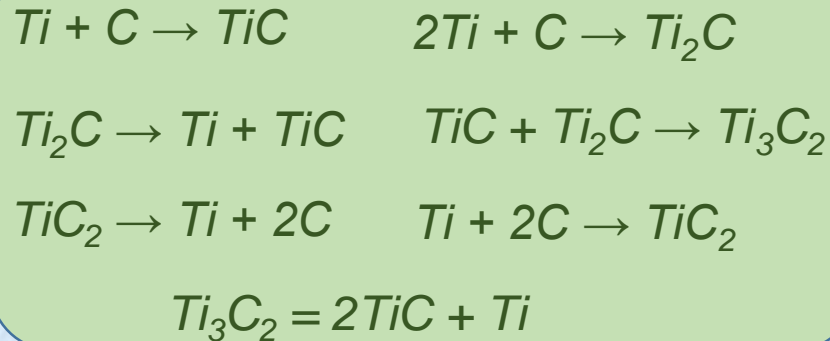 Ti + C → TiC 2Ti + C → Ti₂C
Ti₂C → Ti + TiC TiC + Ti₂C → Ti₃C₂
TiC₂ → Ti + 2C Ti + 2C → TiC₂
Ti₃C₂ = 2TiC + Ti